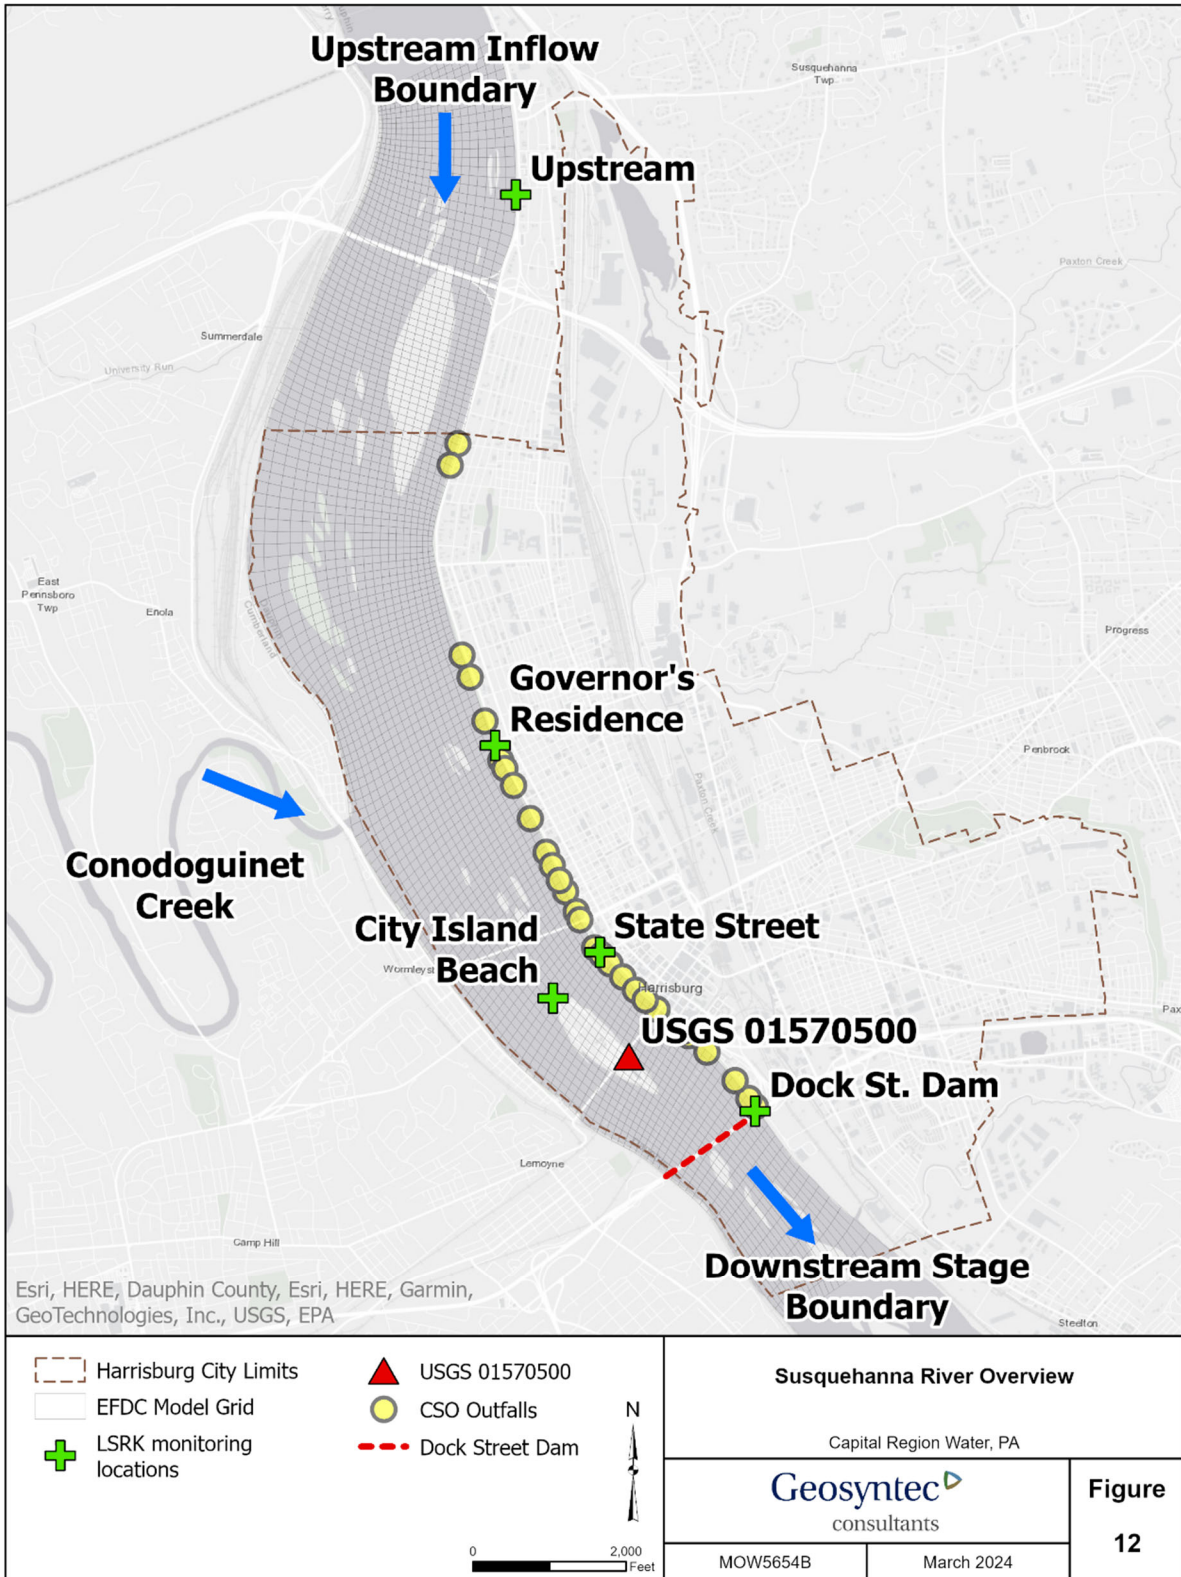 Upstream Inflow
Boundary
Susquehanna
Twp
Upstream
Paxton Creek
Summerdale
University Run
East
Pennsboro
Twp
Enola
Cumberland
Progress
Governor's
Residence
Penbrook
Paxton Creek
Conodoguinet
Creek
City Island
Beach
State Street
Harrisburg
USGS 01570500
Dock St. Dam
Lemoyne
Camp Hill
Downstream Stage
Boundary
Steelton
Esri, HERE, Dauphin County, Esri, HERE, Garmin,
GeoTechnologies, Inc., USGS, EPA
Harrisburg City Limits
EFDC Model Grid
LSRK monitoring
locations
USGS 01570500
CSO Outfalls
Dock Street Dam
N
0 2,000
Feet
Susquehanna River Overview
Capital Region Water, PA
Geosyntec
consultants
MOW5654B
March 2024
Figure
12